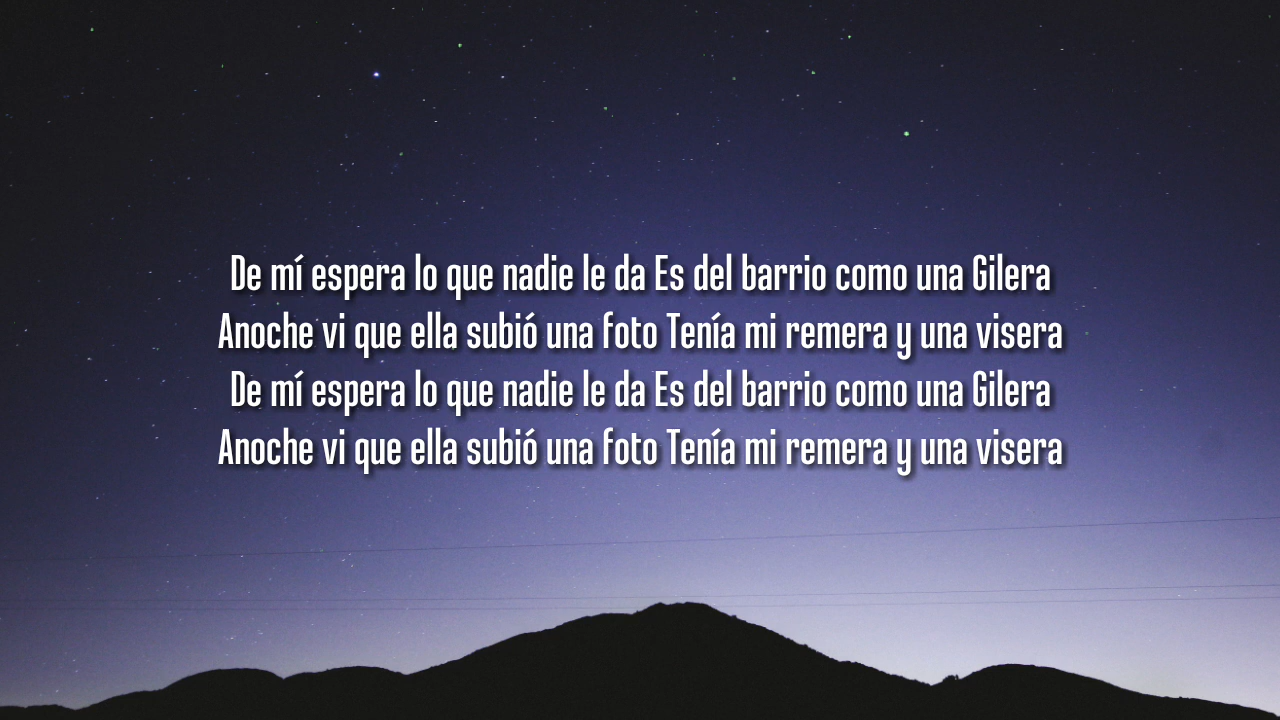 De mí espera lo que nadie le da Es del barrio como una Gilera
Anoche vi que ella subió una foto Tenía mi remera y una visera
De mí espera lo que nadie le da Es del barrio como una Gilera
Anoche vi que ella subió una foto Tenía mi remera y una visera